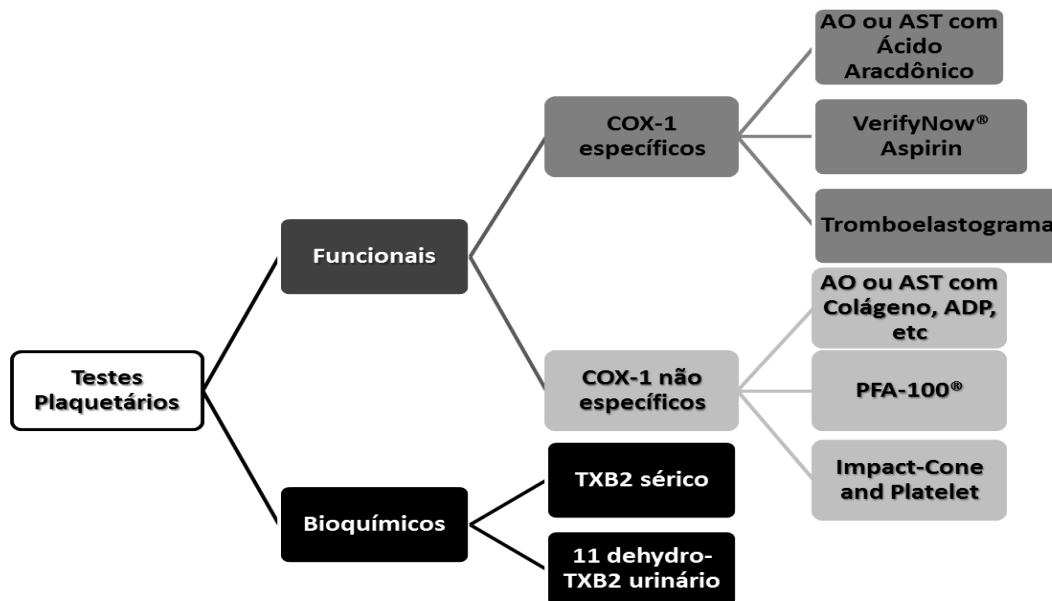 AO ou AST com
Ácido
Aracdônico
COX-1
específicos
VerifyNow®
Aspirin
Tromboelastograma
Funcionais
AO ou AST com
Colágeno, ADP,
etc
Testes
Plaquetários
COX-1 não
específicos
PFA-100®
Impact-Cone
and Platelet
TXB2 sérico
Bioquímicos
11 dehydro-
TXB2 urinário